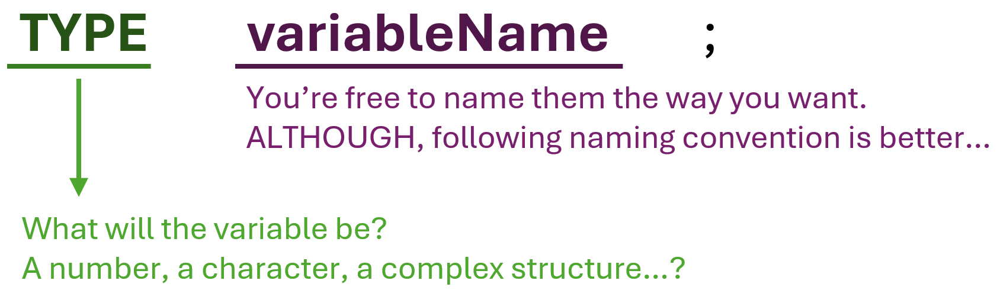 TYPE variableName ;
You’re free to name them the way you want.
ALTHOUGH, following naming convention is better...
What will the variable be?
A number, a character, a complex structure...?